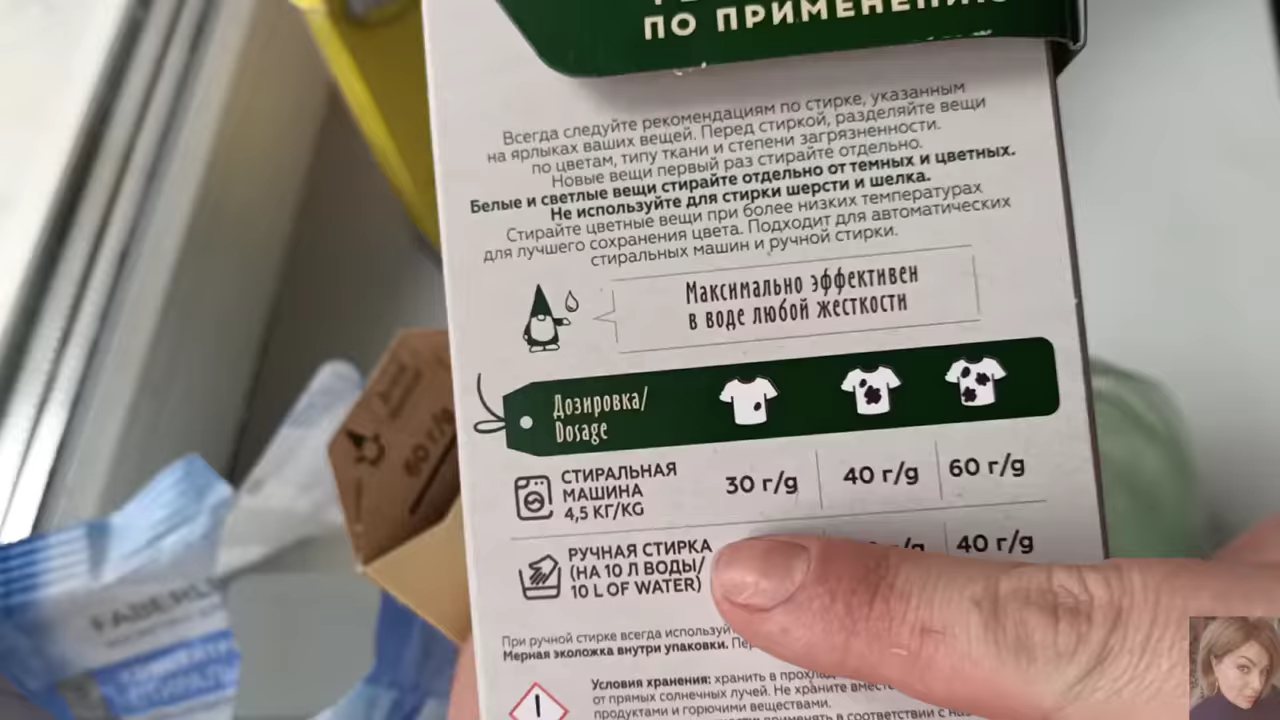 ПО ПРИМЕНЕНИЮ
Всегда следуйте рекомендациям по стирке, указанным
на ярлыках ваших вещей. Перед стиркой, разделяйте вещи
по цветам, типу ткани и степени загрязненности.
Новые вещи первый раз стирайте отдельно.
Белые и светлые вещи стирайте отдельно от темных и цветных.
Не используйте для стирки шерсти и шелка.
Стирайте цветные вещи при более низких температурах
для лучшего сохранения цвета. Подходит для автоматических
стиральных машин и ручной стирки.
Максимально эффективен
в воде любой жесткости
Дозировка/
Dosage
СТИРАЛЬНАЯ
МАШИНА
4,5 КГ/KG
30 г/g
40 г/g
60 г/g
РУЧНАЯ СТИРКА
(НА 10 Л ВОДЫ/
10 L OF WATER)
40 г/g
При ручной стирке всегда
Мерная эколожка внутри упаковки.
Условия хранения: хранить в
от прямых солнечных лучей. Не храните вместе
продуктами и горючими веществами.
применять в соответствии с